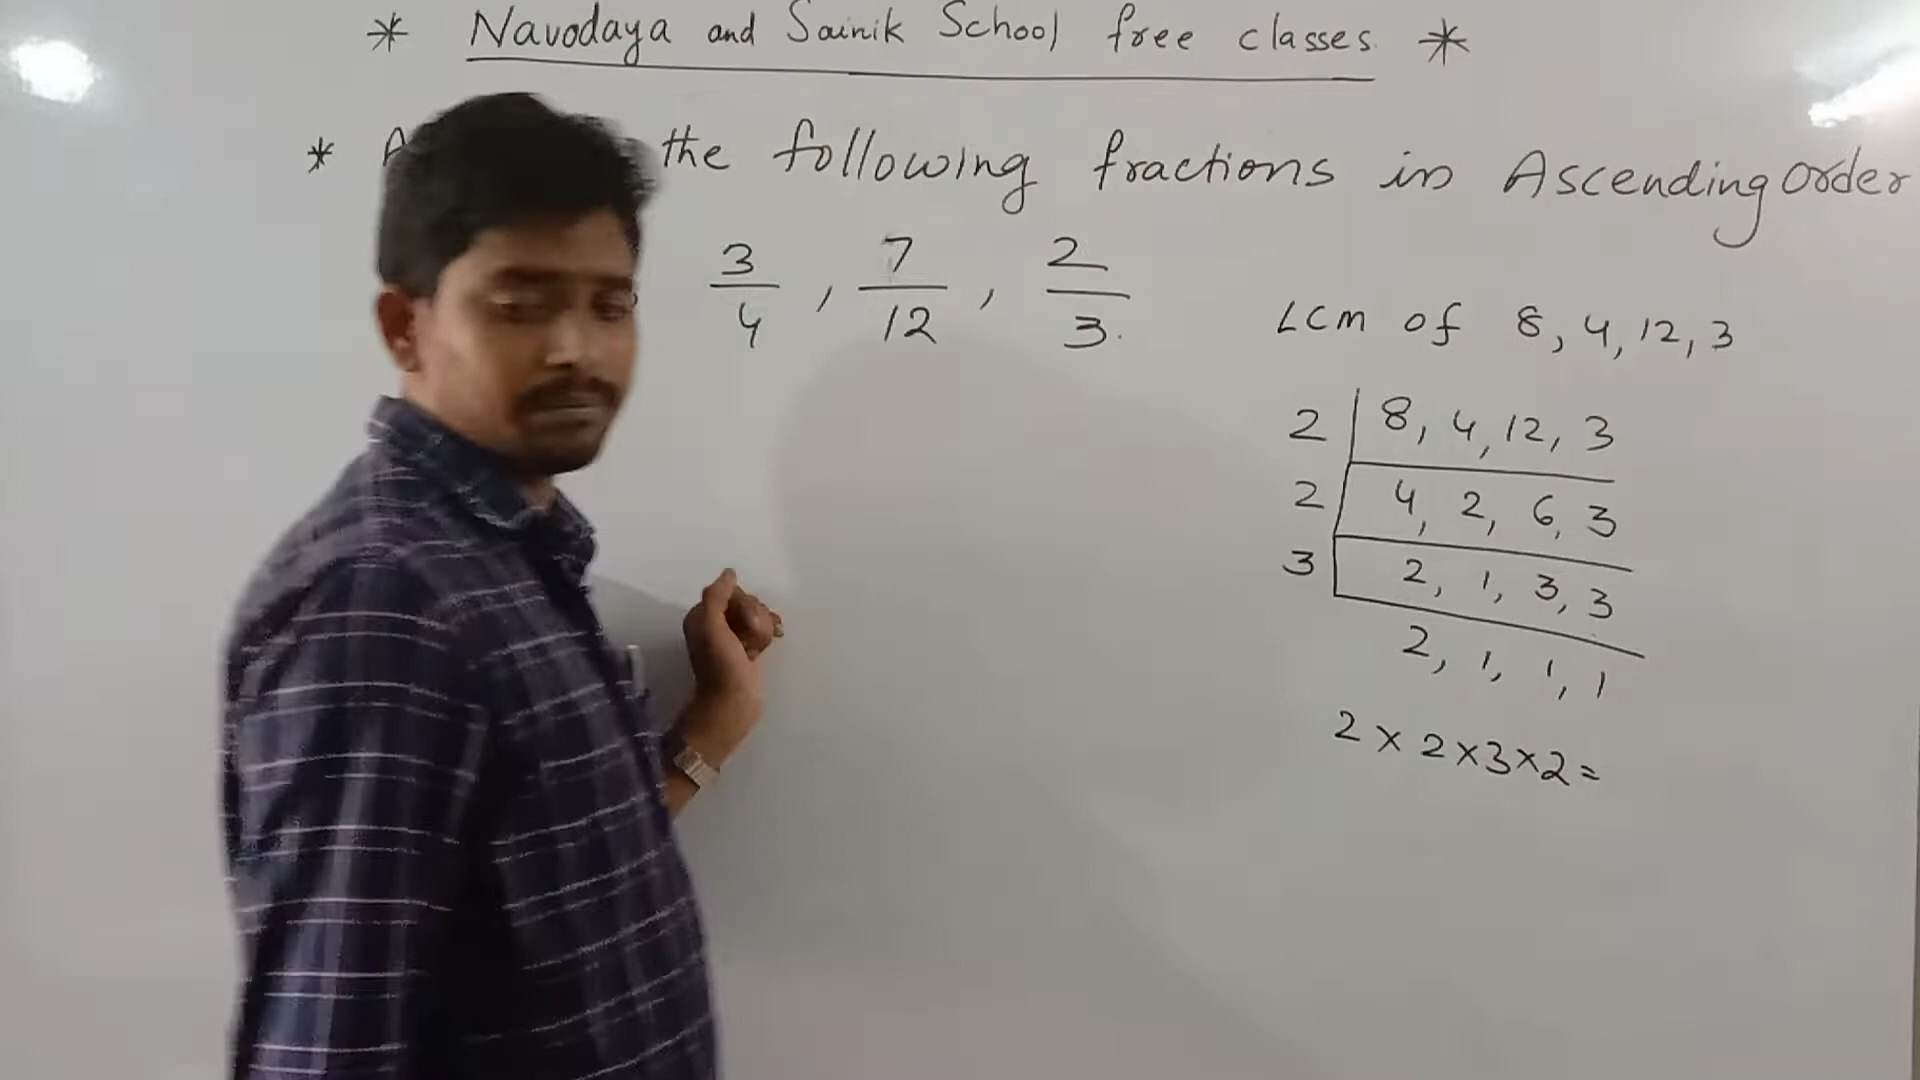 * Navodaya and Sainik School free classes *
* the following fractions in Ascending Order
3/4 , 7/12 , 2/3
LCM of 8, 4, 12, 3
2 | 8, 4, 12, 3
2 | 4, 2, 6, 3
3 | 2, 1, 3, 3
2, 1, 1, 1
2 × 2 × 3 × 2 =